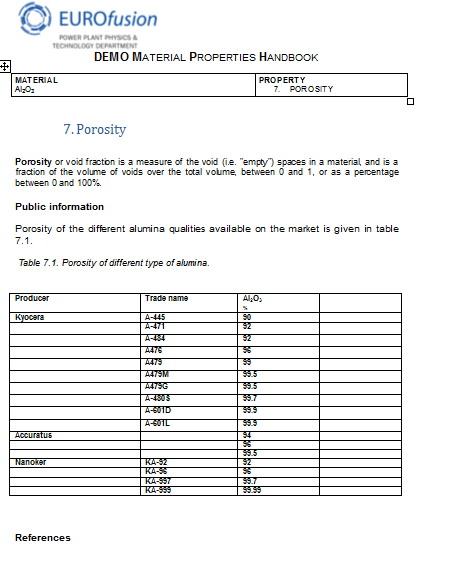 EUROfusion
POWER PLANT PHYSICS &
TECHNOLOGY DEPARTMENT
DEMO MATERIAL PROPERTIES HANDBOOK
MATERIAL PROPERTY
Al₂O₃ 7. POROSITY
7. Porosity
Porosity or void fraction is a measure of the void (i.e. "empty") spaces in a material, and is a
fraction of the volume of voids over the total volume, between 0 and 1, or as a percentage
between 0 and 100%.
Public information
Porosity of the different alumina qualities available on the market is given in table
7.1.
Table 7.1. Porosity of different type of alumina.
Producer Trade name Al₂O₃
%
Kyocera A-445 90
A-471 92
A-484 92
A476 96
A479 99
A479M 99.5
A479G 99.5
A-480S 99.7
A-601D 99.9
A-601L 99.9
Accuratus 94
96
99.5
Nanoker KA-92 92
KA-96 96
KA-997 99.7
KA-999 99.99
References